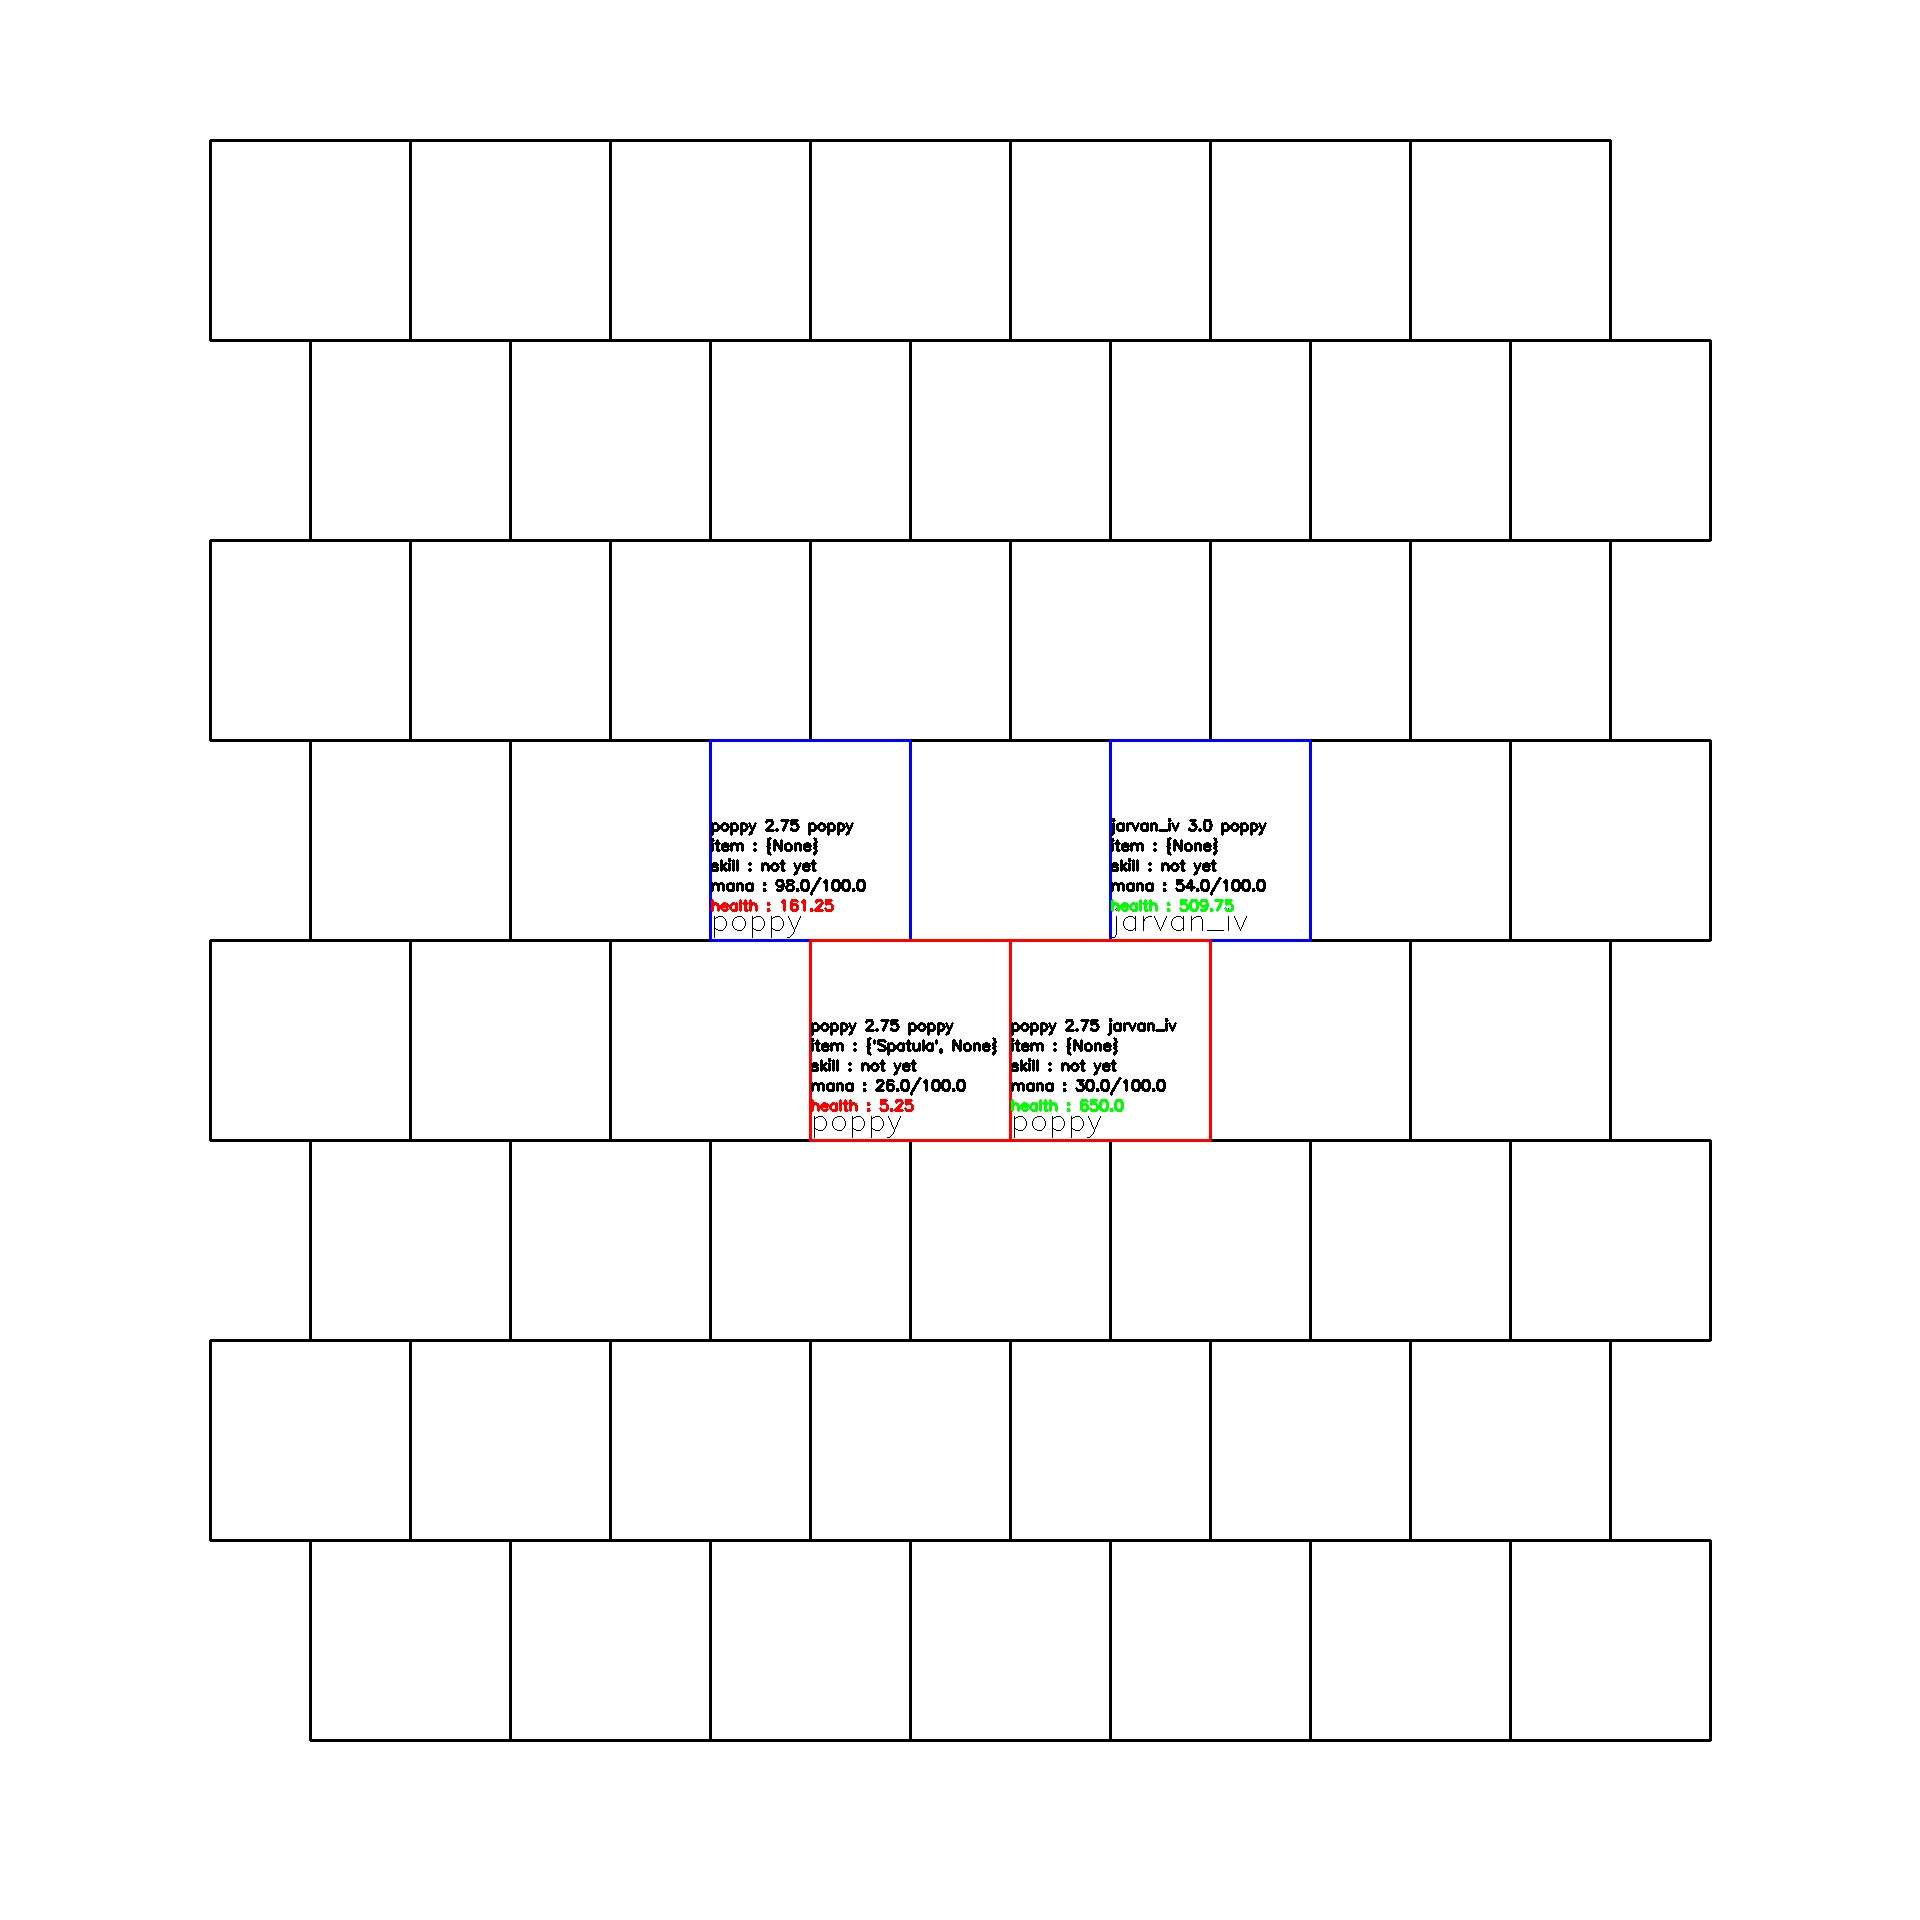 poppy 2.75 poppy
item : {None}
skill : not yet
mana : 98.0/100.0
health : 161.25
poppy
jarvan_iv 3.0 poppy
item : {None}
skill : not yet
mana : 54.0/100.0
health : 509.75
jarvan_iv
poppy 2.75 poppy
item : {'Spatula', None}
skill : not yet
mana : 26.0/100.0
health : 5.25
poppy
poppy 2.75 jarvan_iv
item : {None}
skill : not yet
mana : 30.0/100.0
health : 650.0
poppy